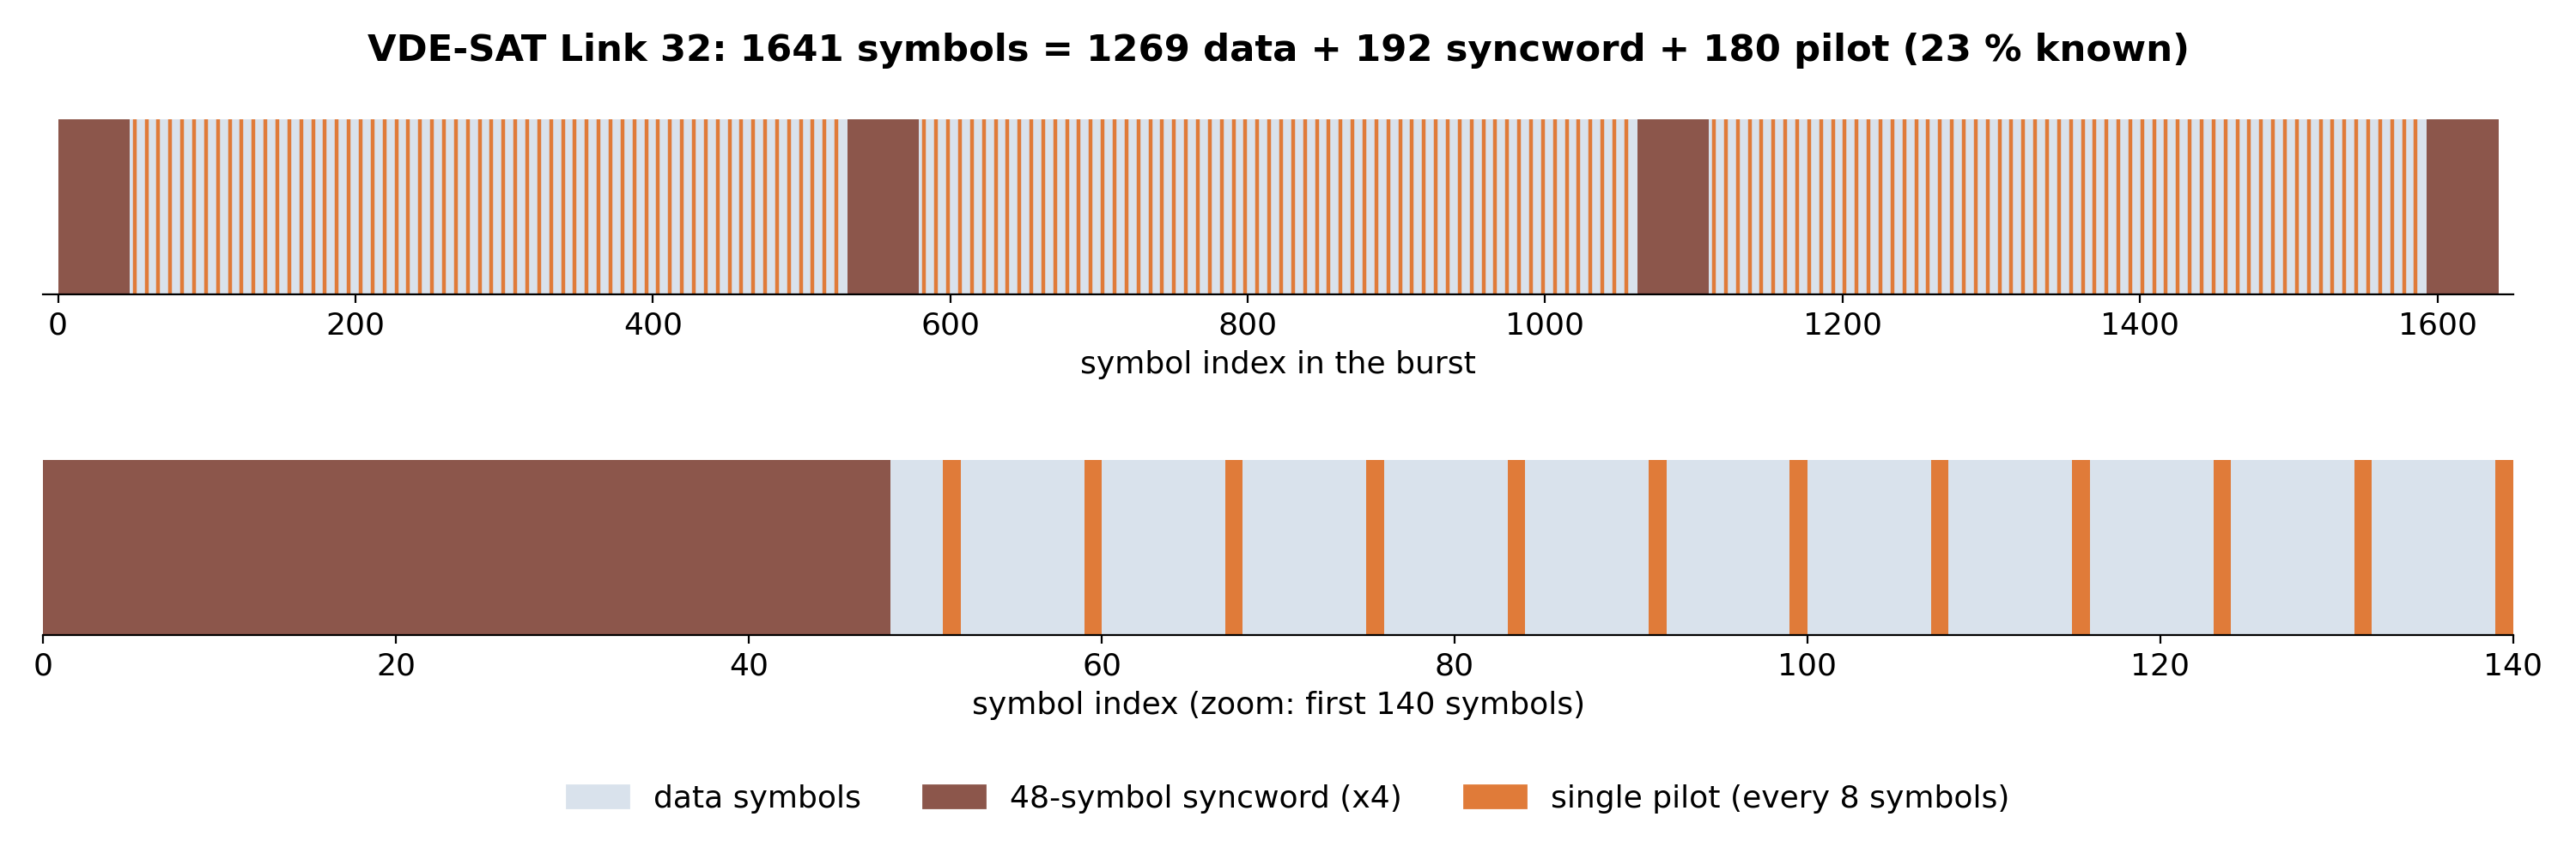 VDE-SAT Link 32: 1641 symbols = 1269 data + 192 syncword + 180 pilot (23 % known)
0 200 400 600 800 1000 1200 1400 1600
symbol index in the burst
0 20 40 60 80 100 120 140
symbol index (zoom: first 140 symbols)
data symbols 48-symbol syncword (x4) single pilot (every 8 symbols)